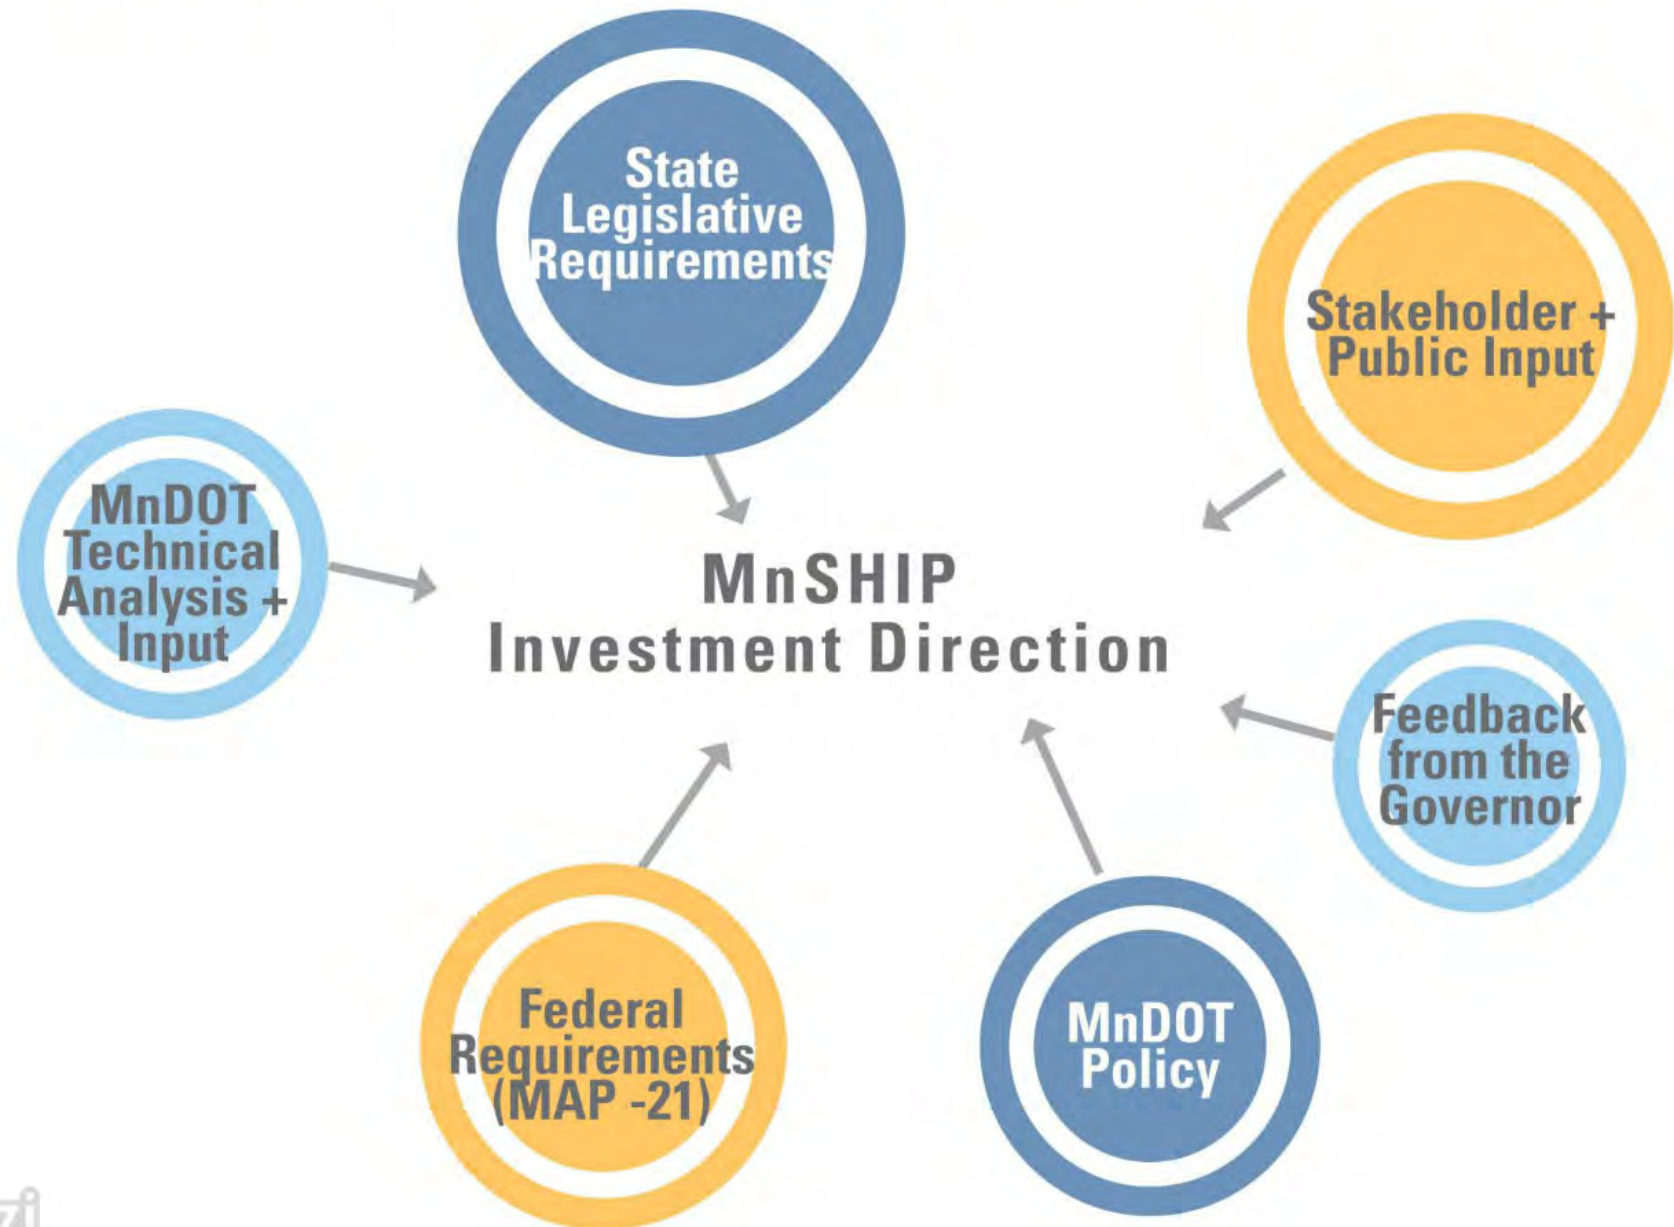 State
Legislative
Requirements
Stakeholder +
Public Input
MnDOT
Technical
Analysis +
Input
MnSHIP
Investment Direction
Feedback
from the
Governor
Federal
Requirements
(MAP -21)
MnDOT
Policy
zi